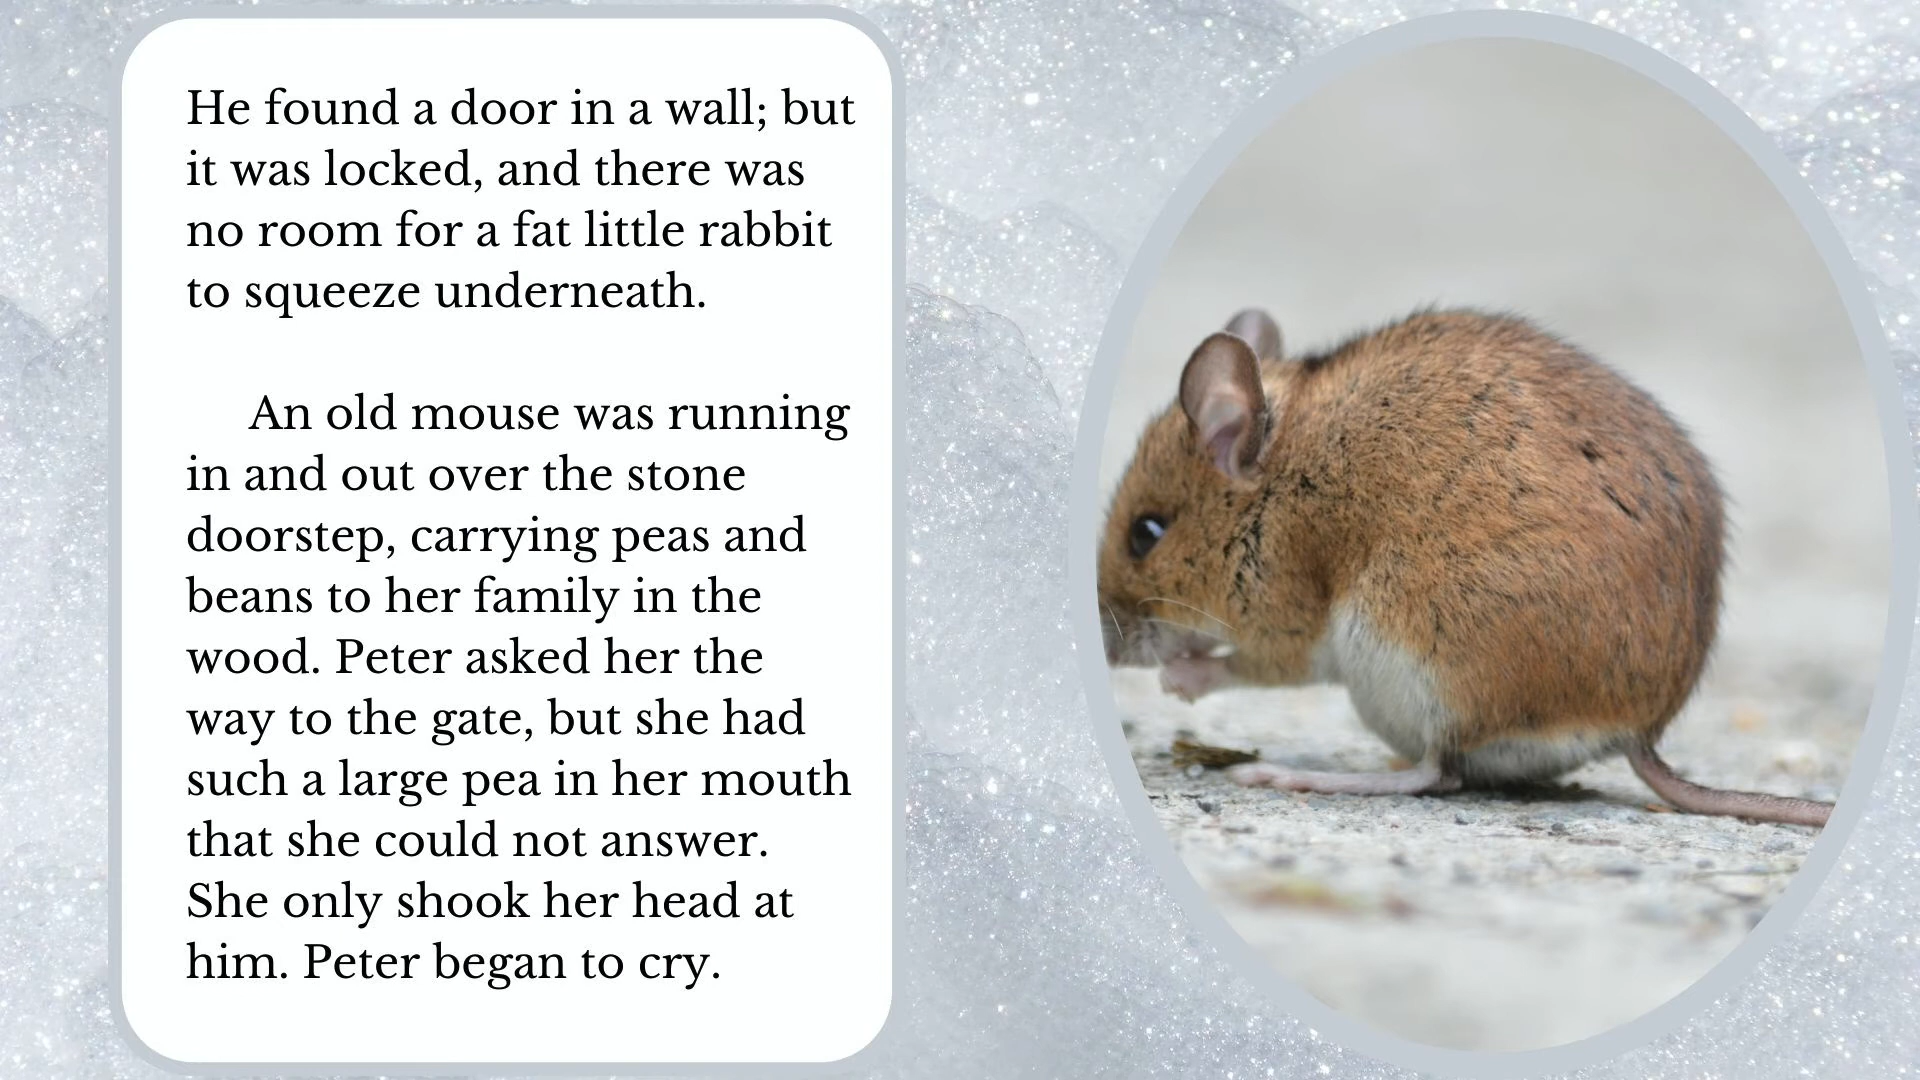 He found a door in a wall; but
it was locked, and there was
no room for a fat little rabbit
to squeeze underneath.
An old mouse was running
in and out over the stone
doorstep, carrying peas and
beans to her family in the
wood. Peter asked her the
way to the gate, but she had
such a large pea in her mouth
that she could not answer.
She only shook her head at
him. Peter began to cry.